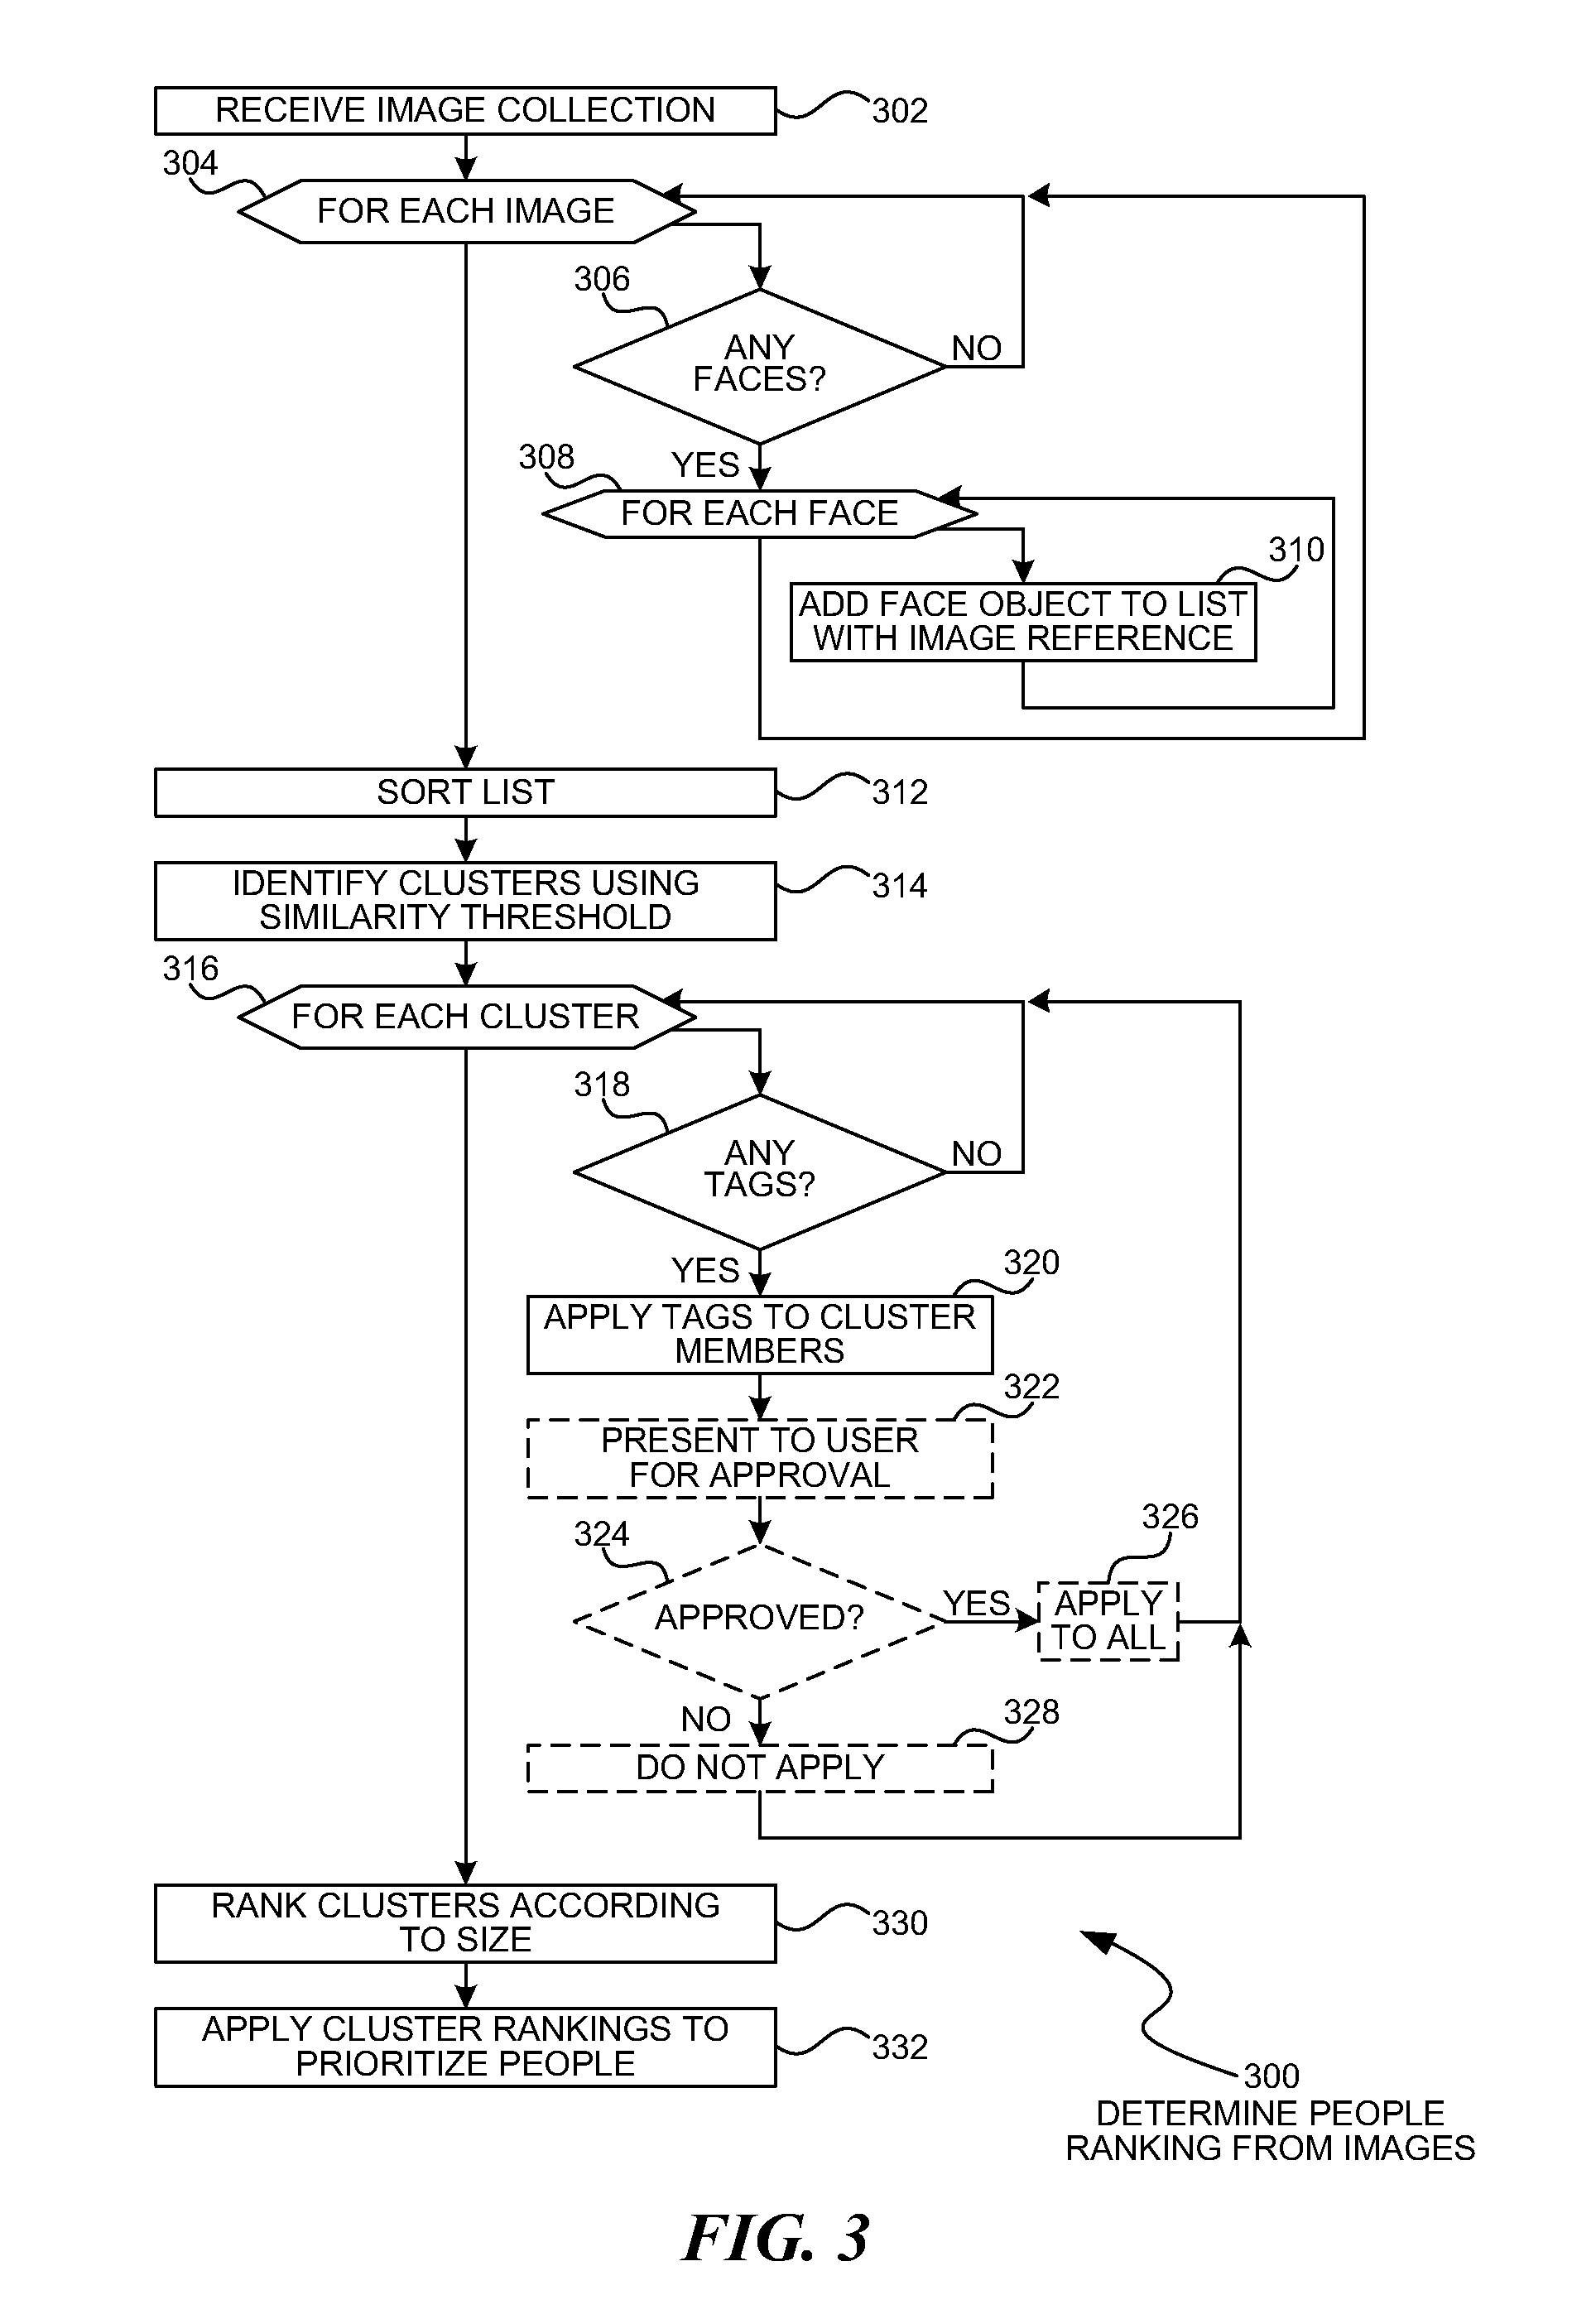 RECEIVE IMAGE COLLECTION
302
304
FOR EACH IMAGE
306
ANY
FACES?
NO
YES
308
FOR EACH FACE
310
ADD FACE OBJECT TO LIST
WITH IMAGE REFERENCE
SORT LIST
312
IDENTIFY CLUSTERS USING
SIMILARITY THRESHOLD
314
316
FOR EACH CLUSTER
318
ANY
TAGS?
NO
YES
320
APPLY TAGS TO CLUSTER
MEMBERS
322
PRESENT TO USER
FOR APPROVAL
324
APPROVED?
YES
326
APPLY
TO ALL
NO
328
DO NOT APPLY
RANK CLUSTERS ACCORDING
TO SIZE
330
APPLY CLUSTER RANKINGS TO
PRIORITIZE PEOPLE
332
300
DETERMINE PEOPLE
RANKING FROM IMAGES
FIG. 3